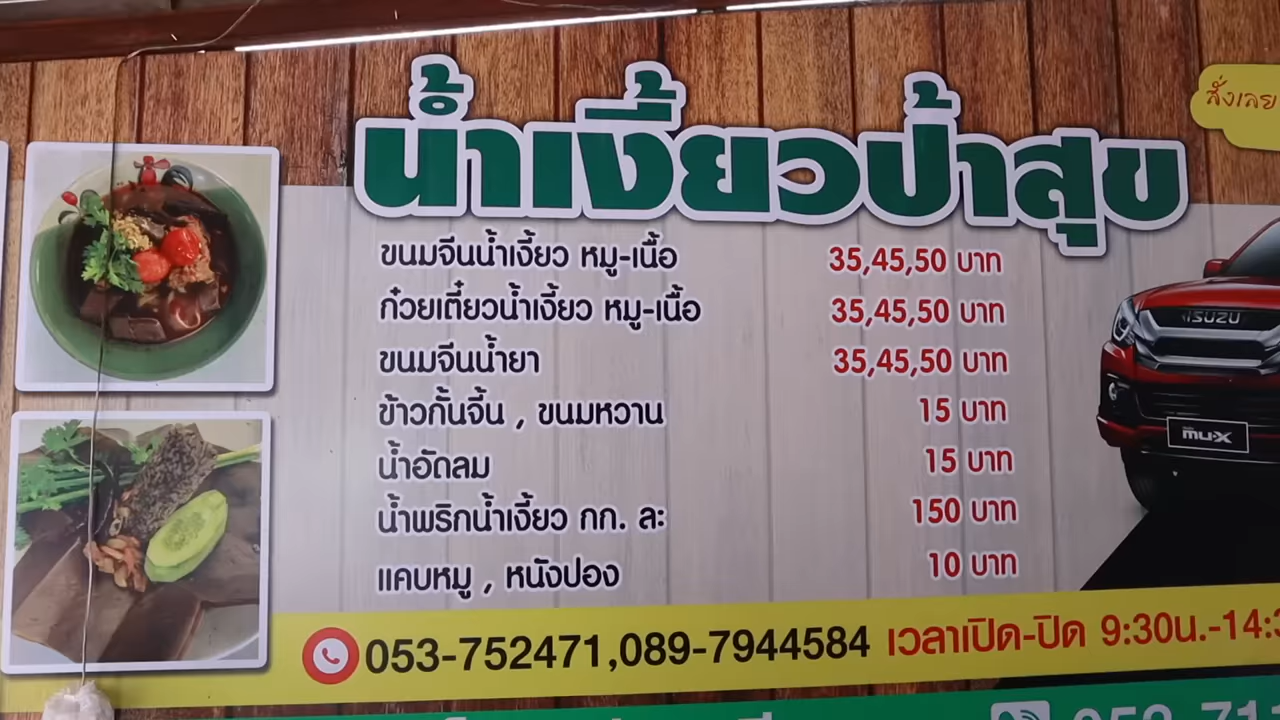 สั่งเลย
น้ำเงี้ยวป้าสุข
ขนมจีนน้ำเงี้ยว หมู-เนื้อ 35,45,50 บาท
ก๋วยเตี๋ยวน้ำเงี้ยว หมู-เนื้อ 35,45,50 บาท
ขนมจีนน้ำยา 35,45,50 บาท
ข้าวกั้นจิ้น , ขนมหวาน 15 บาท
น้ำอัดลม 15 บาท
น้ำพริกน้ำเงี้ยว กก. ละ 150 บาท
แคบหมู , หนังปอง 10 บาท
ISUZU
mu-X
053-752471,089-7944584 เวลาเปิด-ปิด 9:30น.-14:3